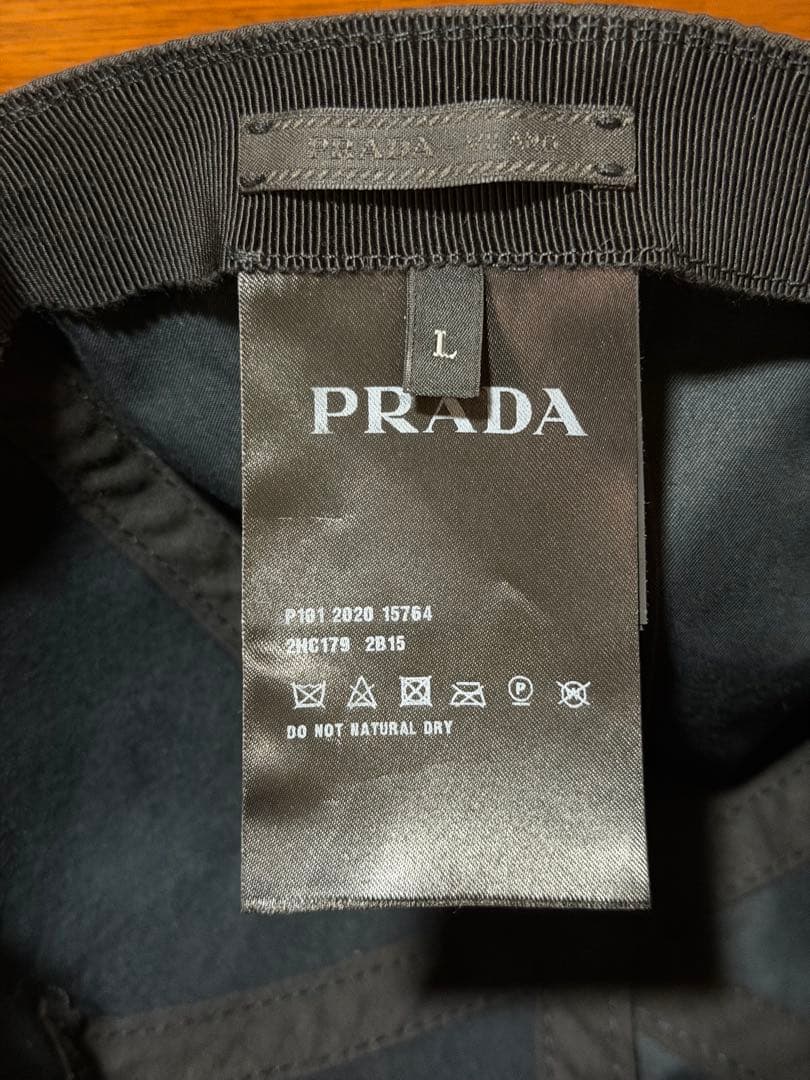 PRADA
L
PRADA
P101 2020 15764
2HC179 2B15
P
W
DO NOT NATURAL DRY